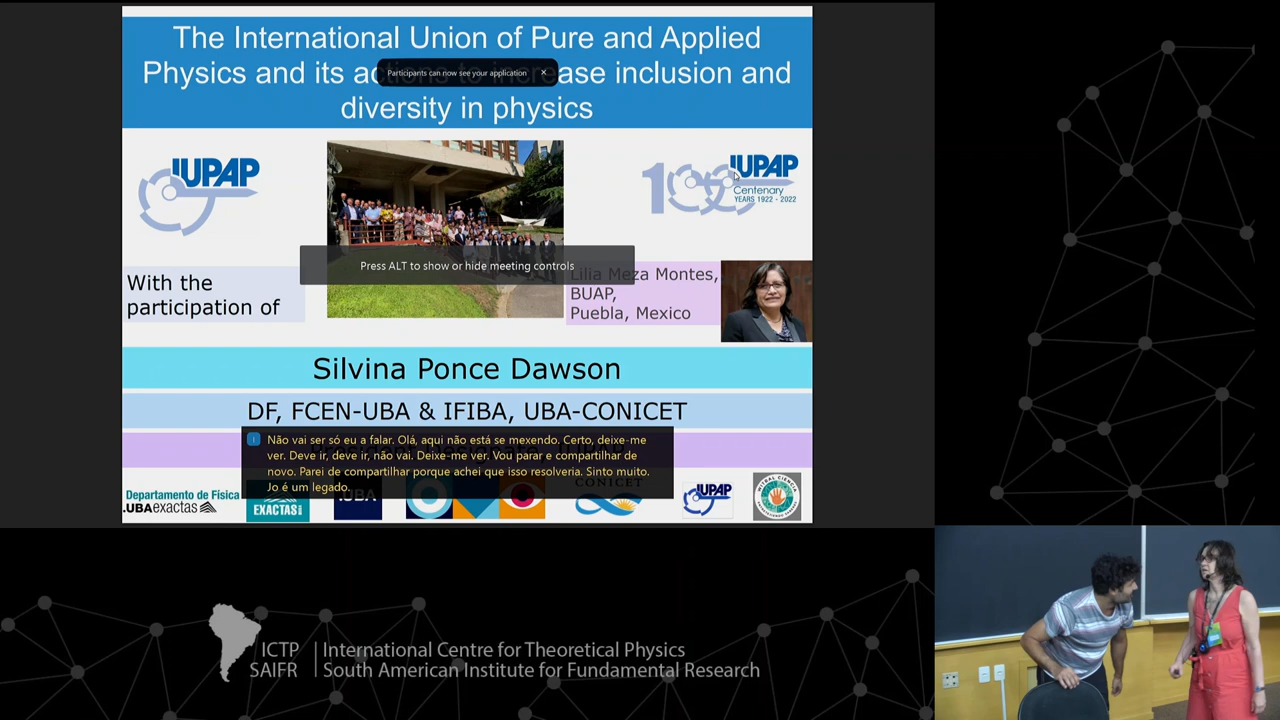 The International Union of Pure and Applied
Physics and its actions to increase inclusion and
diversity in physics
Participants can now see your application
IUPAP
100 IUPAP
Centenary
YEARS 1922 - 2022
Press ALT to show or hide meeting controls
With the
participation of
Lilia Meza Montes,
BUAP,
Puebla, Mexico
Silvina Ponce Dawson
DF, FCEN-UBA & IFIBA, UBA-CONICET
Não vai ser só eu a falar. Olá, aqui não está se mexendo. Certo, deixe-me
ver. Deve ir, deve ir, não vai. Deixe-me ver. Vou parar e compartilhar de
novo. Parei de compartilhar porque achei que isso resolveria. Sinto muito.
Jo é um legado.
Departamento de Física
.UBAexactas
EXACTAS
.UBA
CONICET
IUPAP
ICTP
SAIFR
International Centre for Theoretical Physics
South American Institute for Fundamental Research